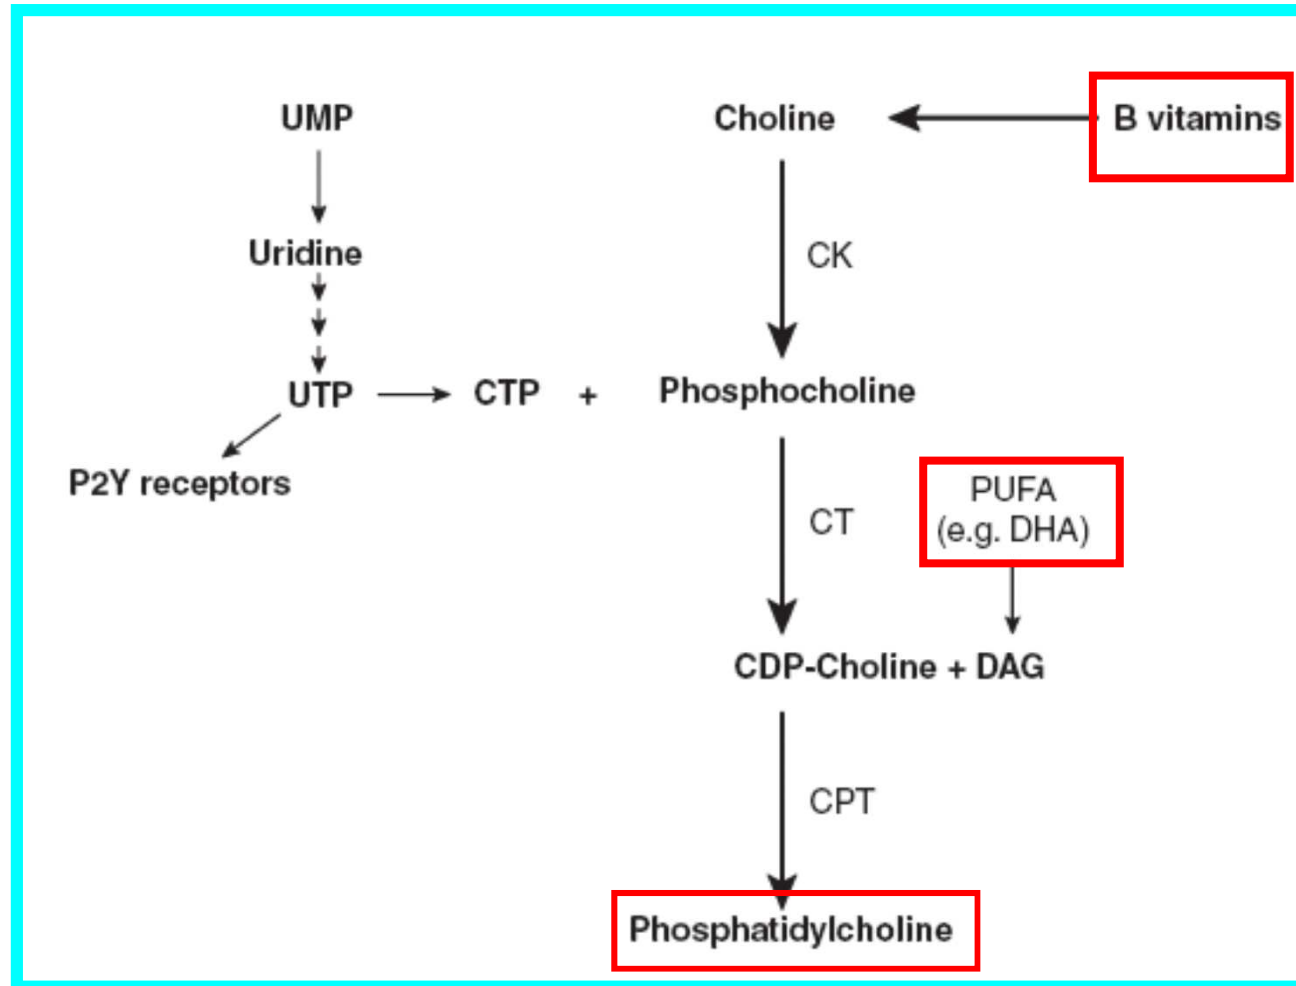 UMP
Choline
B vitamins
Uridine
CK
UTP
CTP
+
Phosphocholine
P2Y receptors
PUFA
(e.g. DHA)
CT
CDP-Choline + DAG
CPT
Phosphatidylcholine